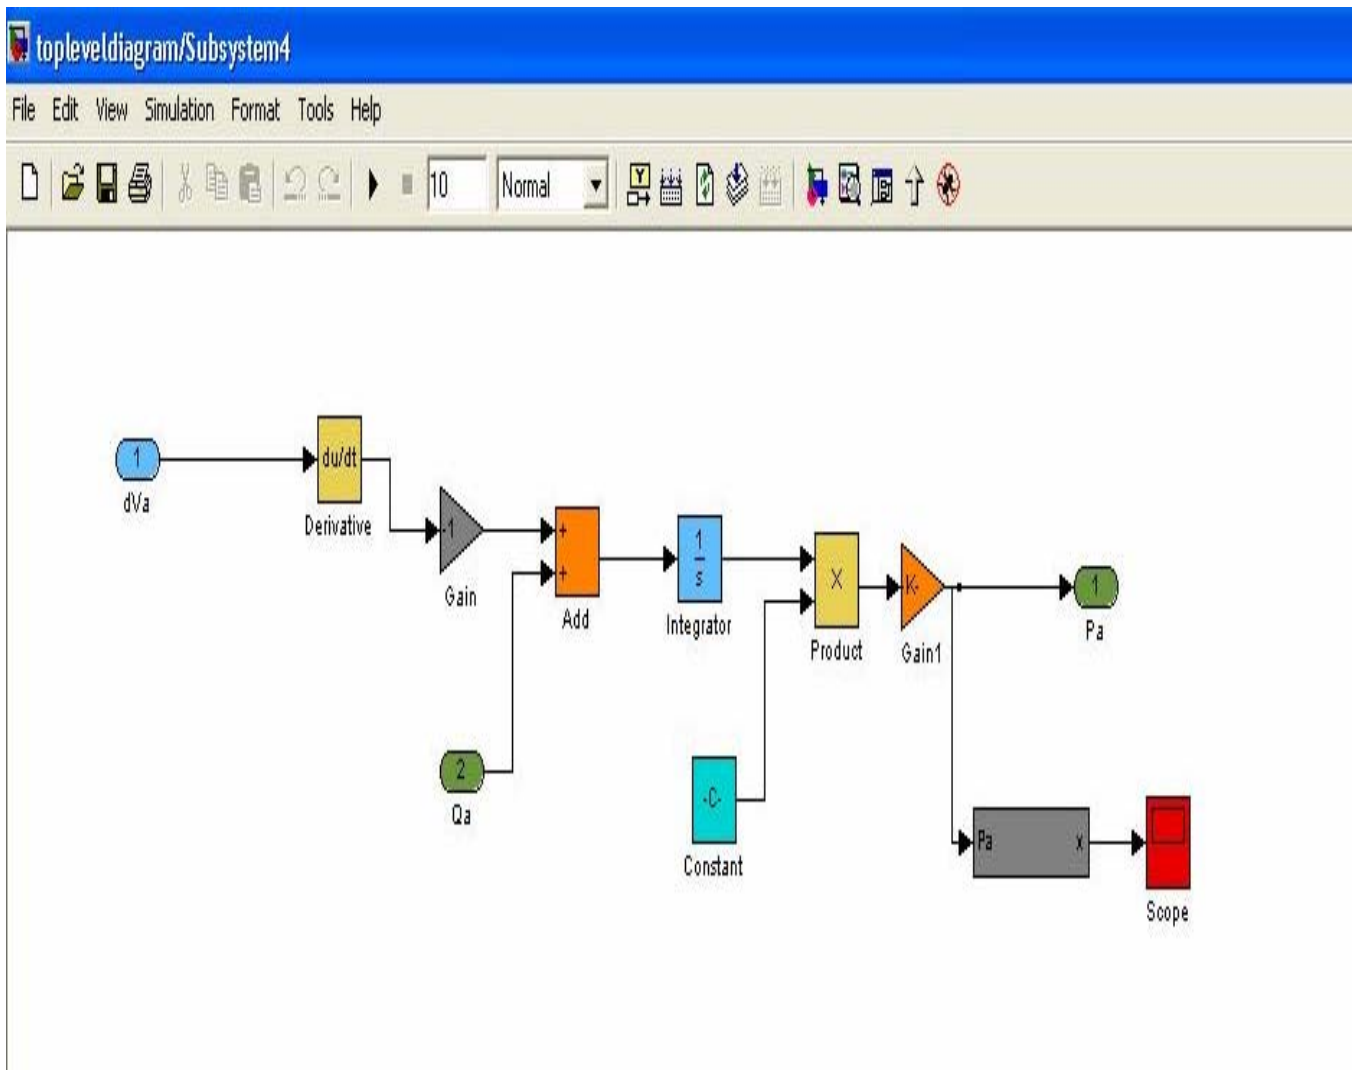 topleveldiagram/Subsystem4
File Edit View Simulation Format Tools Help
10 Normal
1
dVa
du/dt
Derivative
-1
Gain
+
+
Add
1
s
Integrator
X
Product
K-
Gain1
1
Pa
2
Qa
-C-
Constant
Pa x
Scope